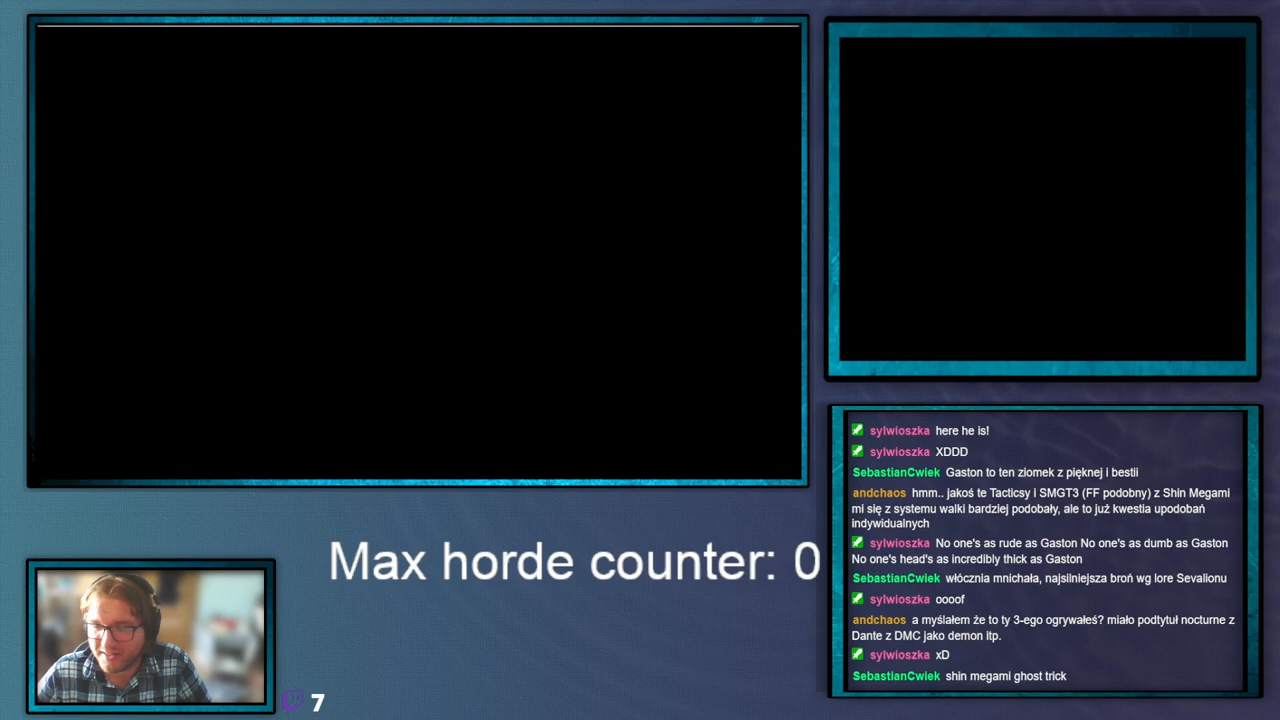 sylwioszka here he is!
sylwioszka XDDD
SebastianCwiek Gaston to ten ziomek z pięknej i bestii
andchaos hmm.. jakoś te Tacticsy i SMGT3 (FF podobny) z Shin Megami
mi się z systemu walki bardziej podobały, ale to już kwestia upodobań
indywidualnych
sylwioszka No one's as rude as Gaston No one's as dumb as Gaston
No one's head's as incredibly thick as Gaston
SebastianCwiek włócznia mnichała, najsilniejsza broń wg lore Sevalionu
sylwioszka oooof
andchaos a myślałem że to ty 3-ego ogrywałeś? miało podtytuł nocturne z
Dante z DMC jako demon itp.
sylwioszka xD
SebastianCwiek shin megami ghost trick
Max horde counter: 0
7